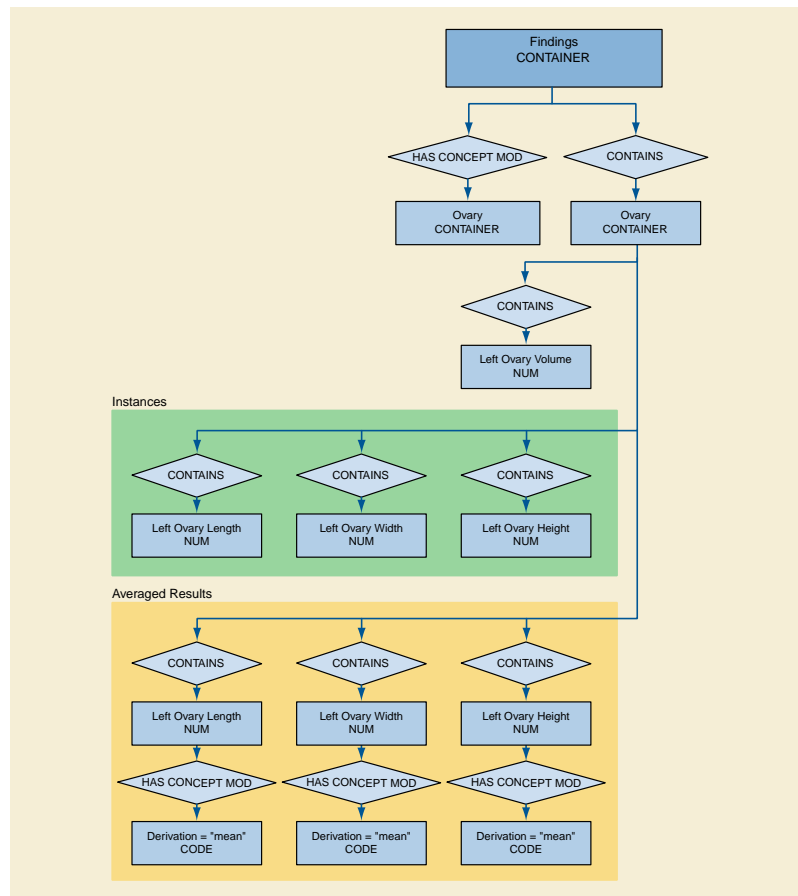 Findings
CONTAINER
HAS CONCEPT MOD
CONTAINS
Ovary
CONTAINER
Ovary
CONTAINER
CONTAINS
Left Ovary Volume
NUM
Instances
CONTAINS
CONTAINS
CONTAINS
Left Ovary Length
NUM
Left Ovary Width
NUM
Left Ovary Height
NUM
Averaged Results
CONTAINS
CONTAINS
CONTAINS
Left Ovary Length
NUM
Left Ovary Width
NUM
Left Ovary Height
NUM
HAS CONCEPT MOD
HAS CONCEPT MOD
HAS CONCEPT MOD
Derivation = "mean"
CODE
Derivation = "mean"
CODE
Derivation = "mean"
CODE